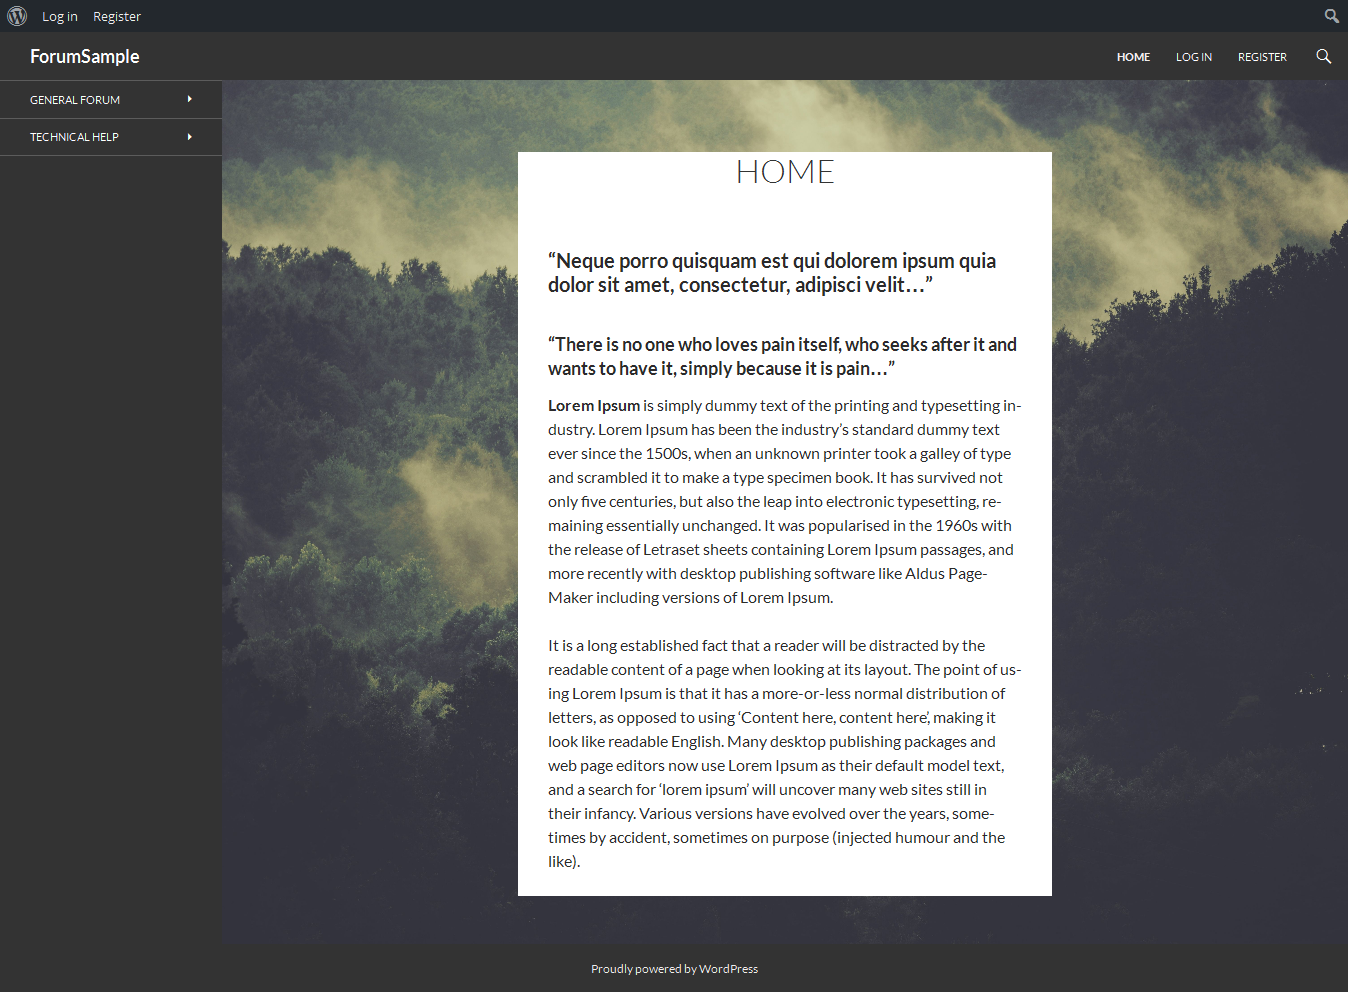 Log in Register
ForumSample HOME LOG IN REGISTER
GENERAL FORUM
TECHNICAL HELP
HOME
“Neque porro quisquam est qui dolorem ipsum quia
dolor sit amet, consectetur, adipisci velit…”
“There is no one who loves pain itself, who seeks after it and
wants to have it, simply because it is pain…”
Lorem Ipsum is simply dummy text of the printing and typesetting in-
dustry. Lorem Ipsum has been the industry’s standard dummy text
ever since the 1500s, when an unknown printer took a galley of type
and scrambled it to make a type specimen book. It has survived not
only five centuries, but also the leap into electronic typesetting, re-
maining essentially unchanged. It was popularised in the 1960s with
the release of Letraset sheets containing Lorem Ipsum passages, and
more recently with desktop publishing software like Aldus Page-
Maker including versions of Lorem Ipsum.
It is a long established fact that a reader will be distracted by the
readable content of a page when looking at its layout. The point of us-
ing Lorem Ipsum is that it has a more-or-less normal distribution of
letters, as opposed to using ‘Content here, content here’, making it
look like readable English. Many desktop publishing packages and
web page editors now use Lorem Ipsum as their default model text,
and a search for ‘lorem ipsum’ will uncover many web sites still in
their infancy. Various versions have evolved over the years, some-
times by accident, sometimes on purpose (injected humour and the
like).
Proudly powered by WordPress